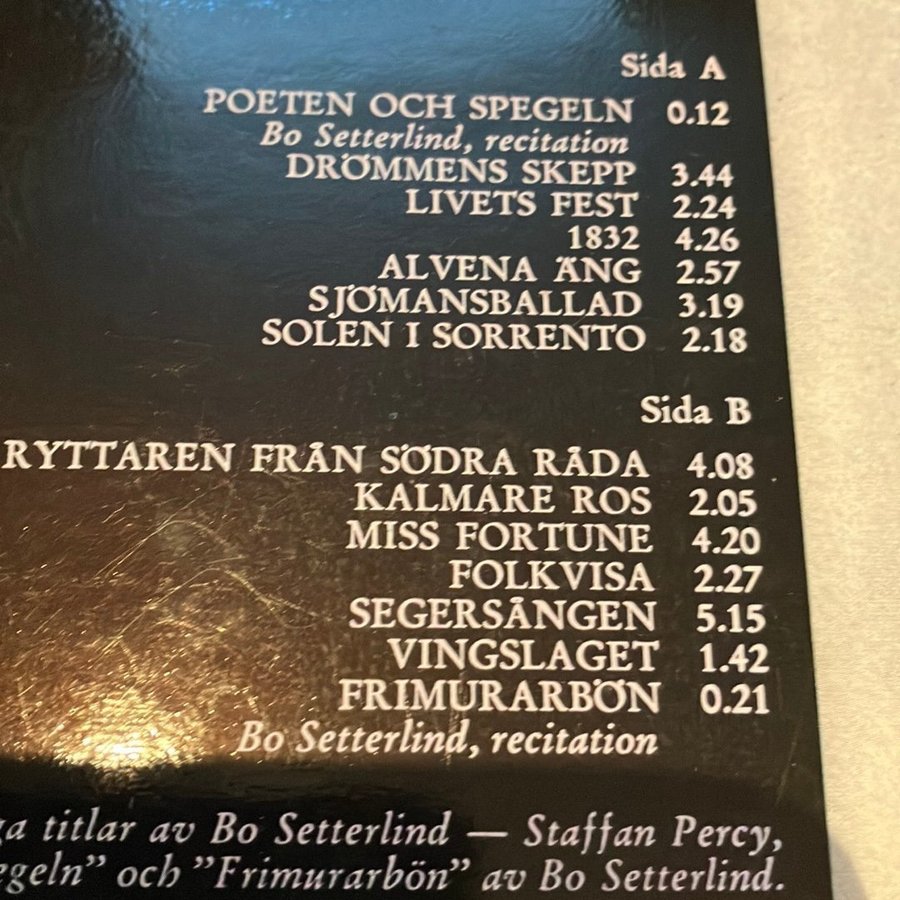 Sida A
POETEN OCH SPEGELN 0.12
Bo Setterlind, recitation
DRÖMMENS SKEPP 3.44
LIVETS FEST 2.24
1832 4.26
ALVENA ÄNG 2.57
SJÖMANSBALLAD 3.19
SOLEN I SORRENTO 2.18
Sida B
RYTTAREN FRÅN SÖDRA RÅDA 4.08
KALMARE ROS 2.05
MISS FORTUNE 4.20
FOLKVISA 2.27
SEGERSÅNGEN 5.15
VINGSLAGET 1.42
FRIMURARBÖN 0.21
Bo Setterlind, recitation
titlar av Bo Setterlind — Staffan Percy,
och ”Frimurarbön” av Bo Setterlind.